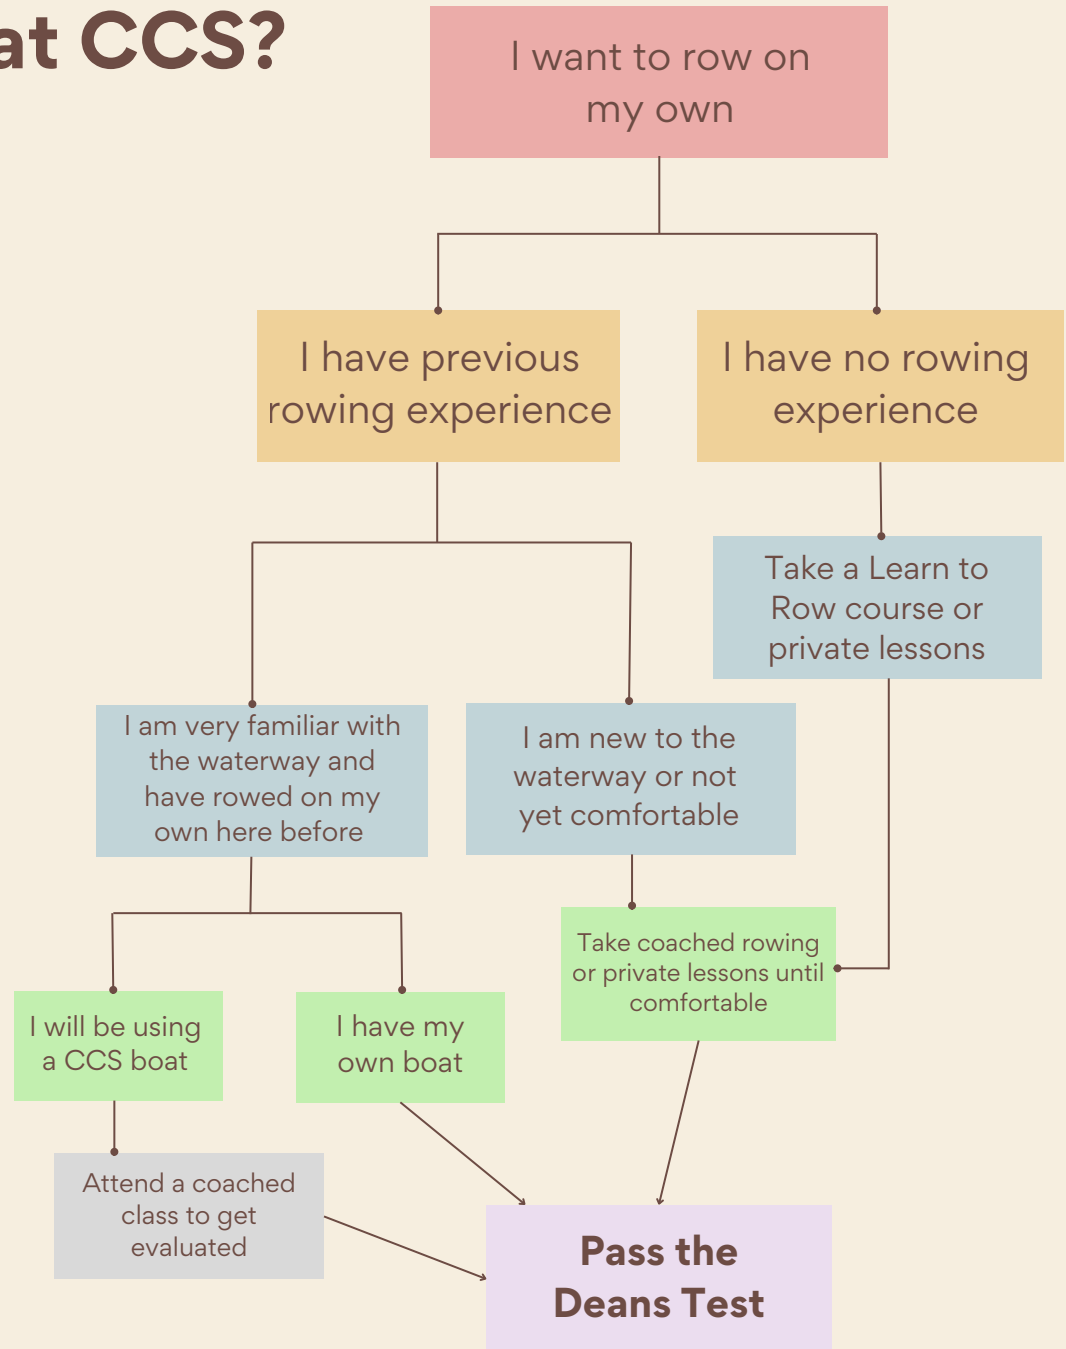 at CCS?
I want to row on
my own
I have previous
rowing experience
I have no rowing
experience
Take a Learn to
Row course or
private lessons
I am very familiar with
the waterway and
have rowed on my
own here before
I am new to the
waterway or not
yet comfortable
Take coached rowing
or private lessons until
comfortable
I will be using
a CCS boat
I have my
own boat
Attend a coached
class to get
evaluated
Pass the
Deans Test